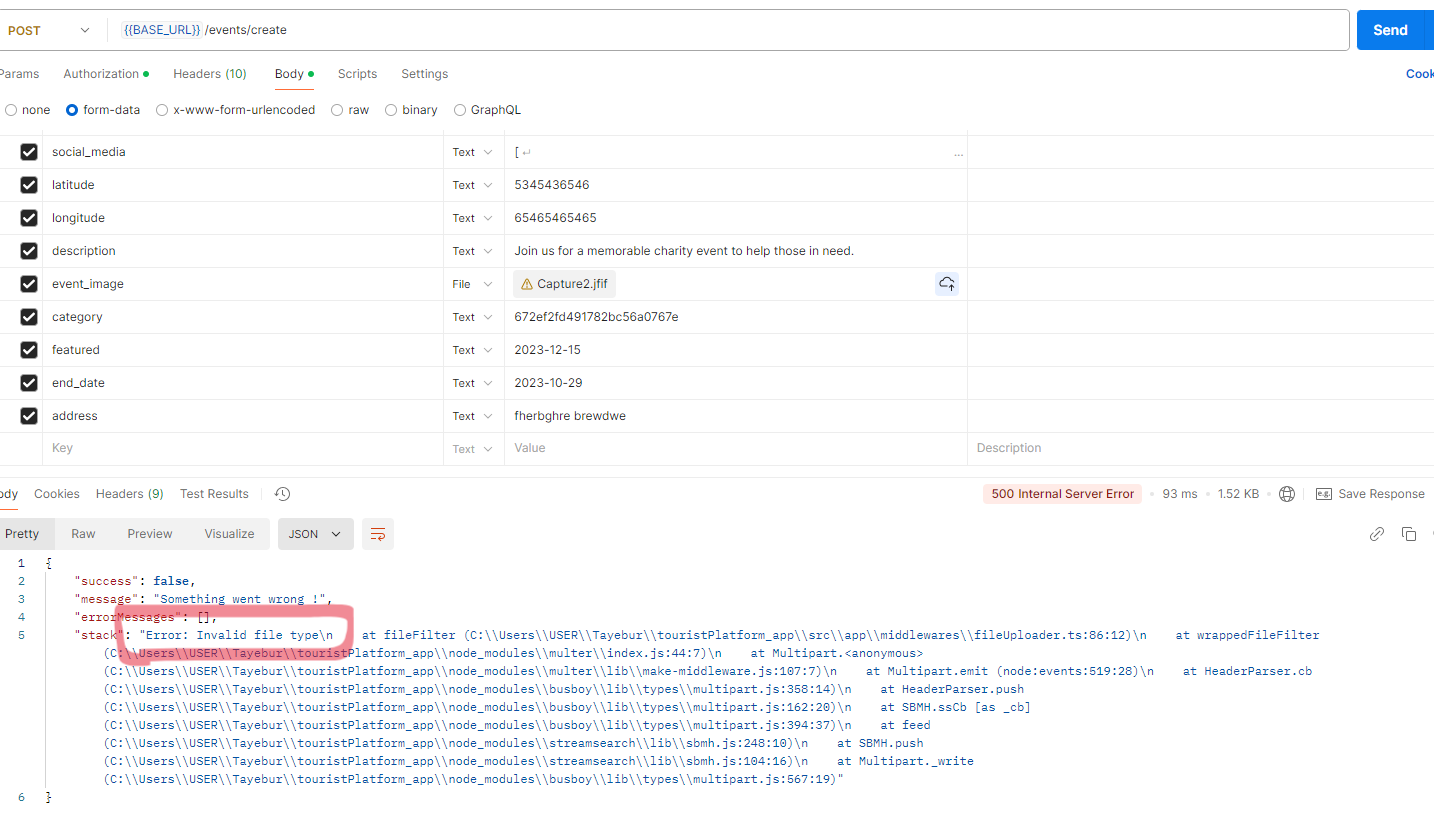 POST {{BASE_URL}} /events/create Send
Params Authorization Headers (10) Body Scripts Settings Cook
none form-data x-www-form-urlencoded raw binary GraphQL
social_media Text [ ↵ ...
latitude Text 5345436546
longitude Text 65465465465
description Text Join us for a memorable charity event to help those in need.
event_image File Capture2.jfif
category Text 672ef2fd491782bc56a0767e
featured Text 2023-12-15
end_date Text 2023-10-29
address Text fherbghre brewdwe
Key Text Value Description
ody Cookies Headers (9) Test Results 500 Internal Server Error 93 ms 1.52 KB e.g. Save Response
Pretty Raw Preview Visualize JSON
1 {
2 "success": false,
3 "message": "Something went wrong !",
4 "errorMessages": [],
5 "stack": "Error: Invalid file type\n    at fileFilter (C:\\Users\\USER\\Tayebur\\touristPlatform_app\\src\\app\\middlewares\\fileUploader.ts:86:12)\n    at wrappedFileFilter
(C:\\Users\\USER\\Tayebur\\touristPlatform_app\\node_modules\\multer\\index.js:44:7)\n    at Multipart.<anonymous>
(C:\\Users\\USER\\Tayebur\\touristPlatform_app\\node_modules\\multer\\lib\\make-middleware.js:107:7)\n    at Multipart.emit (node:events:519:28)\n    at HeaderParser.cb
(C:\\Users\\USER\\Tayebur\\touristPlatform_app\\node_modules\\busboy\\lib\\types\\multipart.js:358:14)\n    at HeaderParser.push
(C:\\Users\\USER\\Tayebur\\touristPlatform_app\\node_modules\\busboy\\lib\\types\\multipart.js:162:20)\n    at SBMH.ssCb [as _cb]
(C:\\Users\\USER\\Tayebur\\touristPlatform_app\\node_modules\\busboy\\lib\\types\\multipart.js:394:37)\n    at feed
(C:\\Users\\USER\\Tayebur\\touristPlatform_app\\node_modules\\streamsearch\\lib\\sbmh.js:248:10)\n    at SBMH.push
(C:\\Users\\USER\\Tayebur\\touristPlatform_app\\node_modules\\streamsearch\\lib\\sbmh.js:104:16)\n    at Multipart._write
(C:\\Users\\USER\\Tayebur\\touristPlatform_app\\node_modules\\busboy\\lib\\types\\multipart.js:567:19)"
6 }